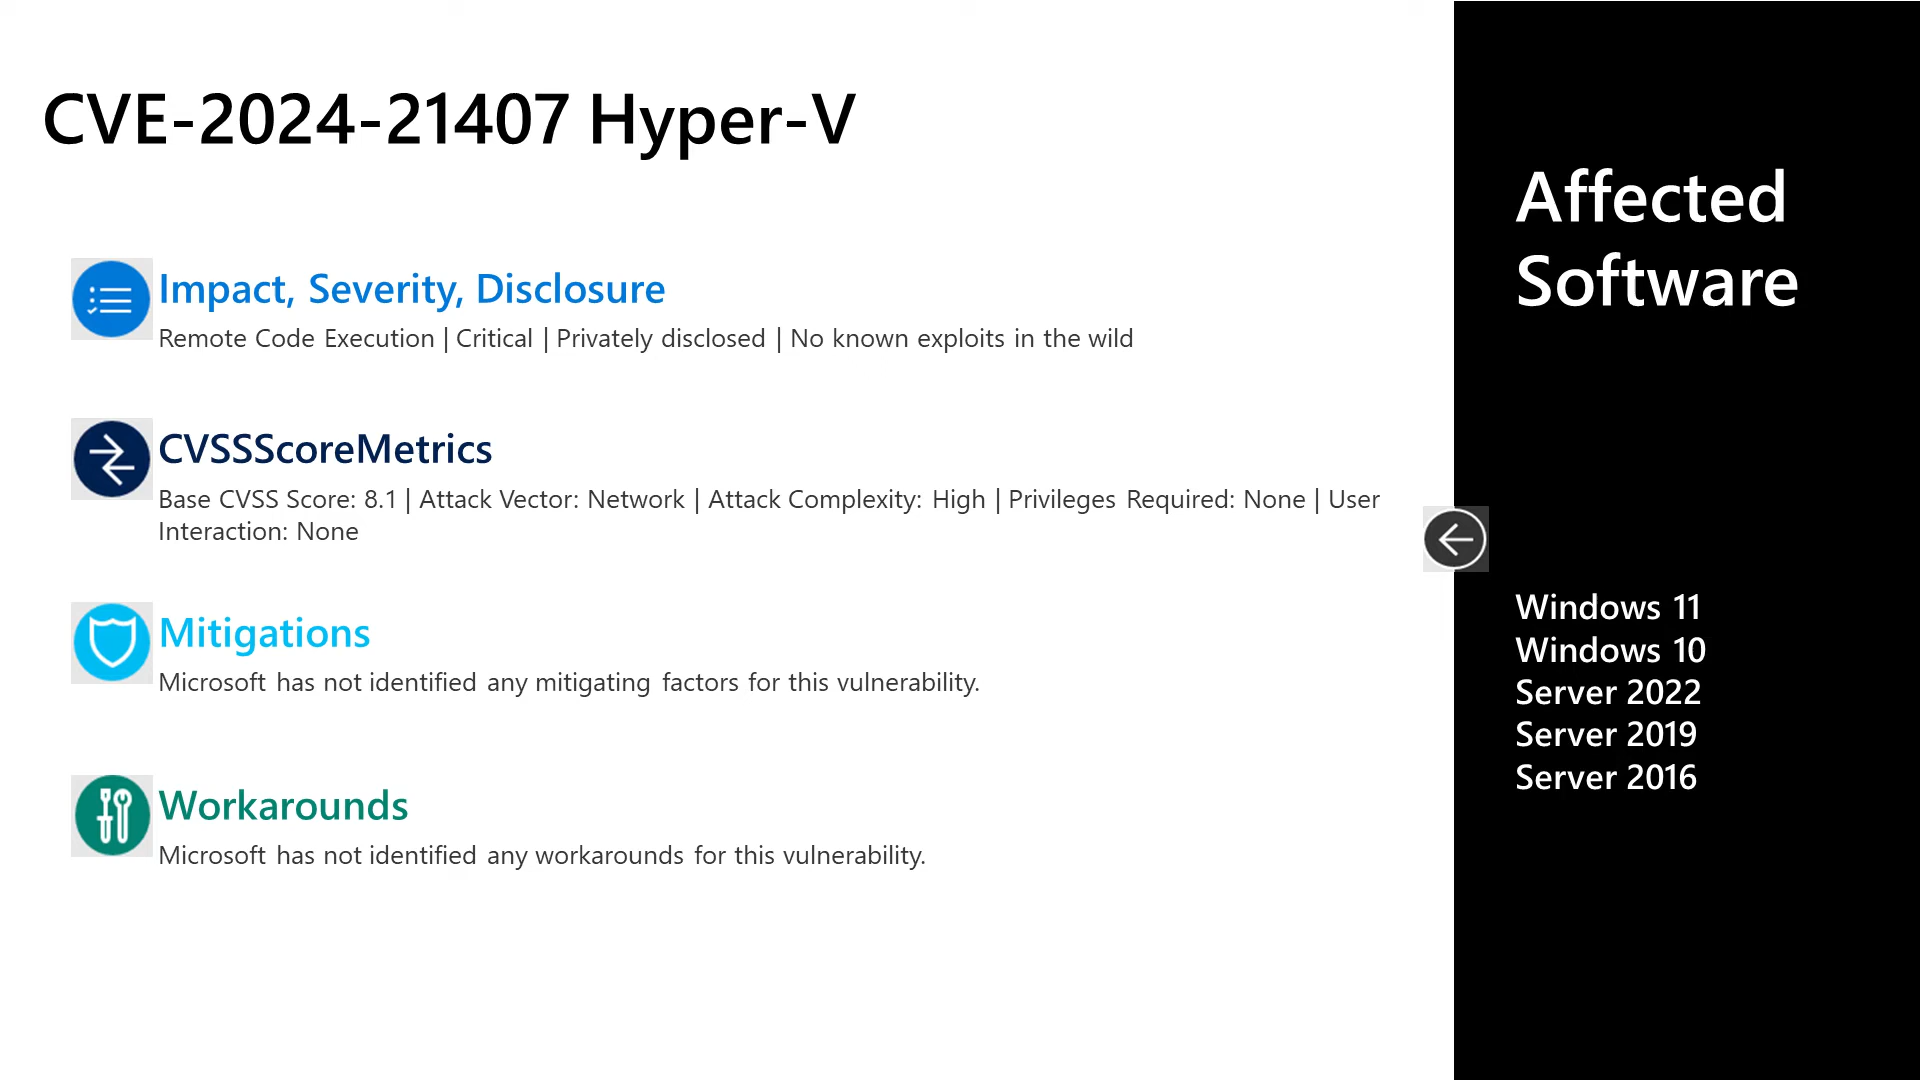 CVE-2024-21407 Hyper-V
Impact, Severity, Disclosure
Remote Code Execution | Critical | Privately disclosed | No known exploits in the wild
CVSSScoreMetrics
Base CVSS Score: 8.1 | Attack Vector: Network | Attack Complexity: High | Privileges Required: None | User
Interaction: None
Mitigations
Microsoft has not identified any mitigating factors for this vulnerability.
Workarounds
Microsoft has not identified any workarounds for this vulnerability.
Affected
Software
Windows 11
Windows 10
Server 2022
Server 2019
Server 2016